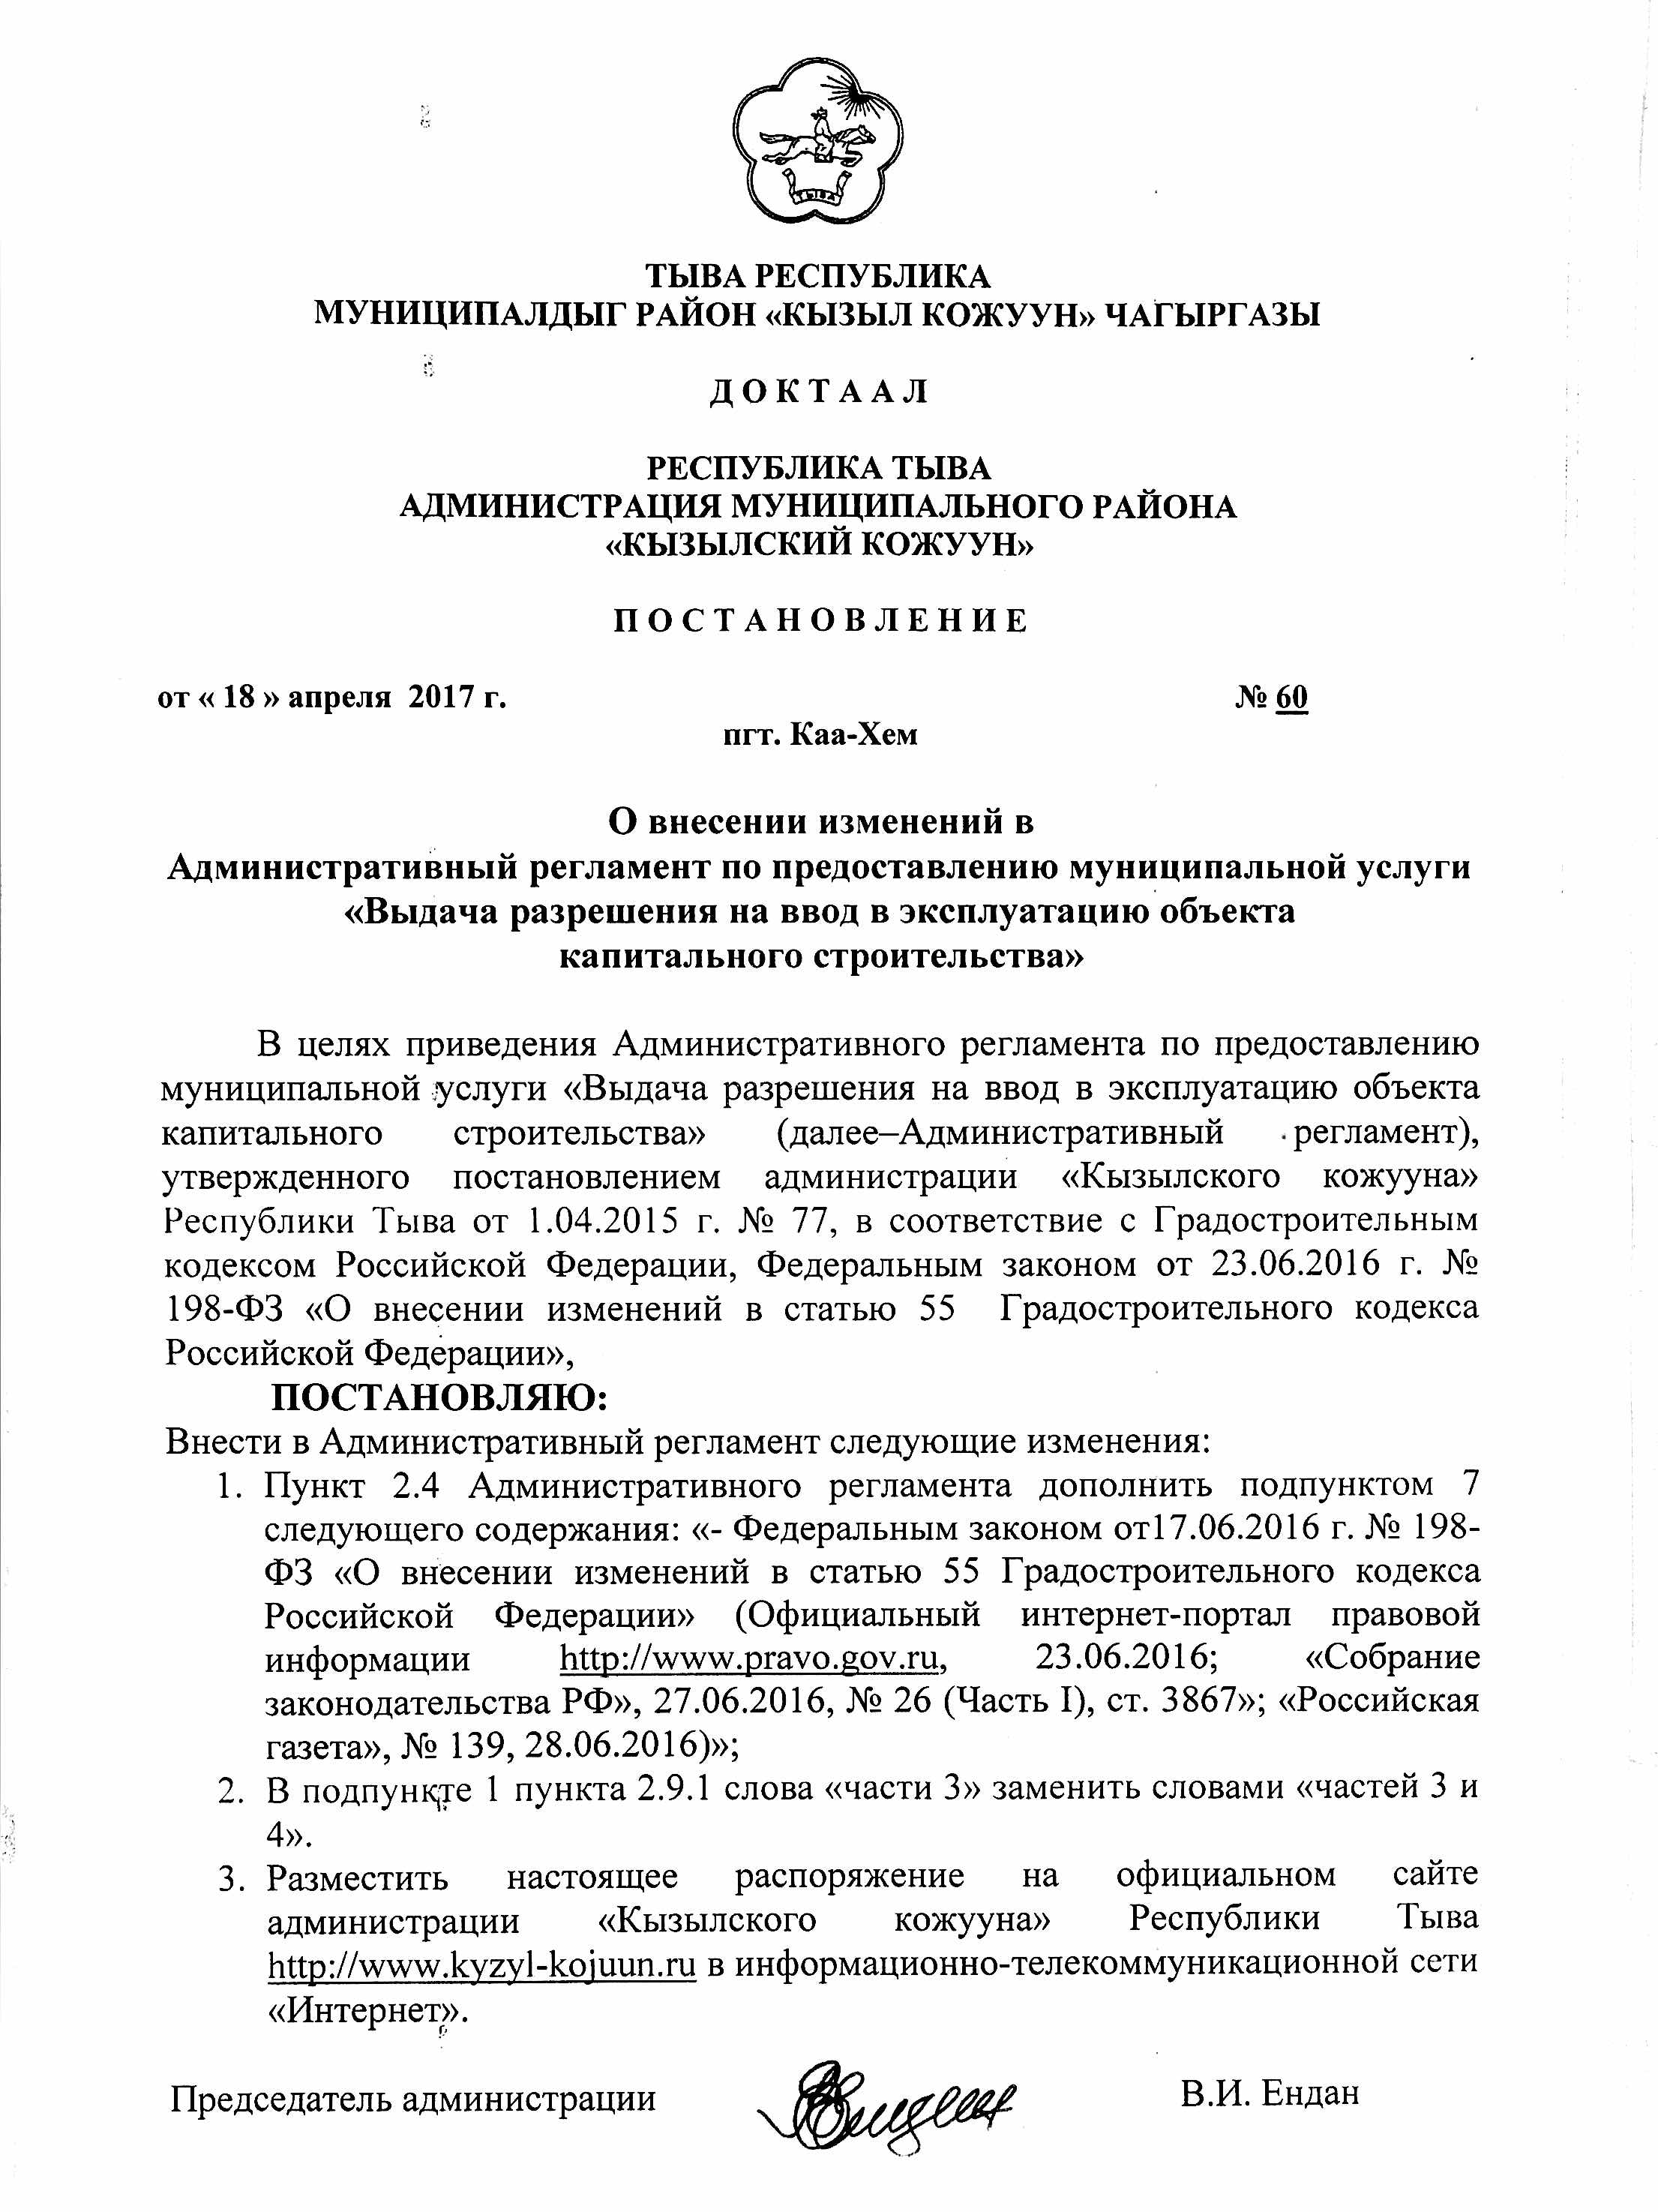 ТЫВА
ТЫВА РЕСПУБЛИКА
МУНИЦИПАЛДЫГ РАЙОН «КЫЗЫЛ КОЖУУН» ЧАГЫРГАЗЫ
Д О К Т А А Л
РЕСПУБЛИКА ТЫВА
АДМИНИСТРАЦИЯ МУНИЦИПАЛЬНОГО РАЙОНА
«КЫЗЫЛСКИЙ КОЖУУН»
П О С Т А Н О В Л Е Н И Е
от « 18 » апреля 2017 г. № 60
пгт. Каа-Хем
О внесении изменений в
Административный регламент по предоставлению муниципальной услуги
«Выдача разрешения на ввод в эксплуатацию объекта
капитального строительства»
В целях приведения Административного регламента по предоставлению
муниципальной услуги «Выдача разрешения на ввод в эксплуатацию объекта
капитального строительства» (далее–Административный регламент),
утвержденного постановлением администрации «Кызылского кожууна»
Республики Тыва от 1.04.2015 г. № 77, в соответствие с Градостроительным
кодексом Российской Федерации, Федеральным законом от 23.06.2016 г. №
198-ФЗ «О внесении изменений в статью 55 Градостроительного кодекса
Российской Федерации»,
ПОСТАНОВЛЯЮ:
Внести в Административный регламент следующие изменения:
1. Пункт 2.4 Административного регламента дополнить подпунктом 7
следующего содержания: «- Федеральным законом от17.06.2016 г. № 198-
ФЗ «О внесении изменений в статью 55 Градостроительного кодекса
Российской Федерации» (Официальный интернет-портал правовой
информации http://www.pravo.gov.ru, 23.06.2016; «Собрание
законодательства РФ», 27.06.2016, № 26 (Часть I), ст. 3867»; «Российская
газета», № 139, 28.06.2016)»;
2. В подпункте 1 пункта 2.9.1 слова «части 3» заменить словами «частей 3 и
4».
3. Разместить настоящее распоряжение на официальном сайте
администрации «Кызылского кожууна» Республики Тыва
http://www.kyzyl-kojuun.ru в информационно-телекоммуникационной сети
«Интернет».
Председатель администрации В.И. Ендан